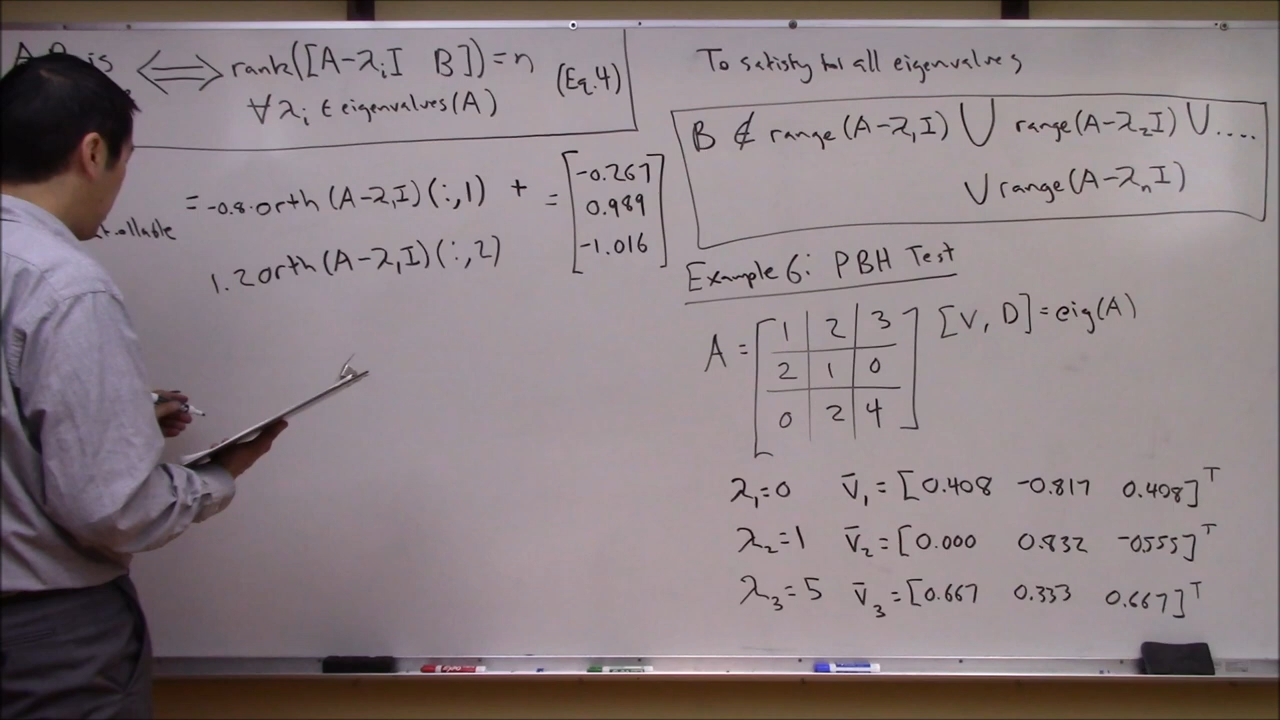 A, B is ⟺ rank([A-λᵢI B])=n (Eq.4)
∀λᵢ ∈ eigenvalues(A)
= -0.8·orth(A-λ₁I)(:,1) +
1.2orth(A-λ₁I)(:,2)
= [-0.267
0.989
-1.016]
To satisfy for all eigenvalues
B ∉ range(A-λ₁I) ∪ range(A-λ₂I) ∪ ....
∪ range(A-λₙI)
Example 6: PBH Test
A = [1 2 3
2 1 0
0 2 4]
[V, D]=eig(A)
λ₁=0 v̄₁=[0.408 -0.817 0.408]ᵀ
λ₂=1 v̄₂=[0.000 0.832 -0.555]ᵀ
λ₃=5 v̄₃=[0.667 0.333 0.667]ᵀ